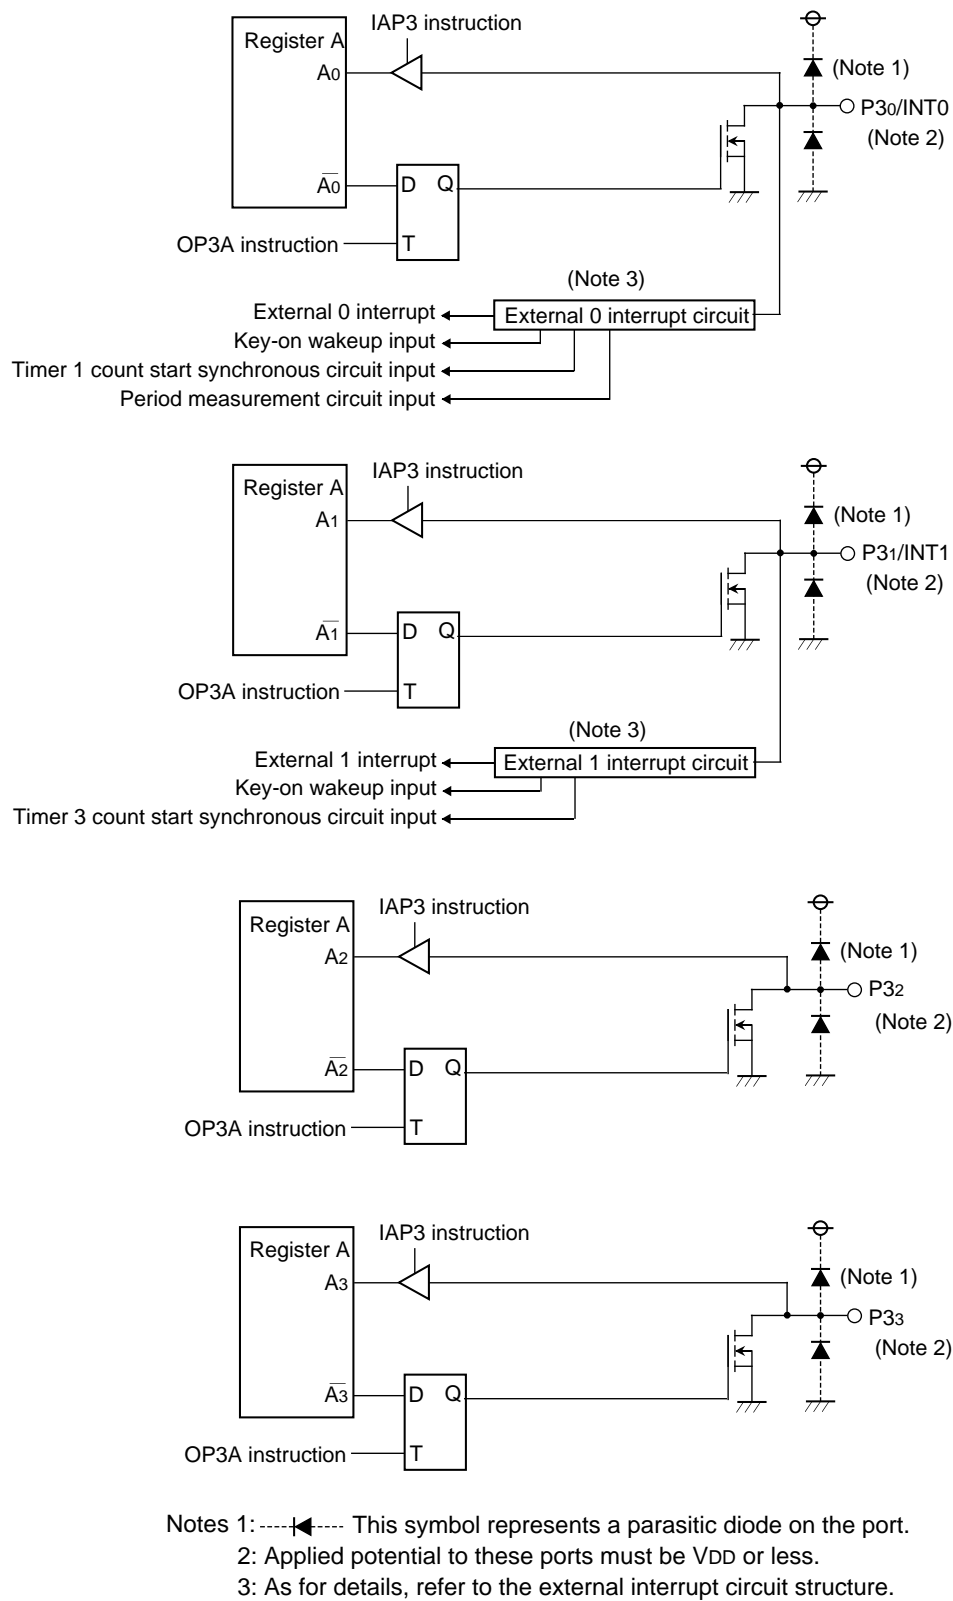 IAP3 instruction
Register A
A0
(Note 1)
P30/INT0
(Note 2)
A̅0̅
D Q
OP3A instruction
T
(Note 3)
External 0 interrupt
External 0 interrupt circuit
Key-on wakeup input
Timer 1 count start synchronous circuit input
Period measurement circuit input
IAP3 instruction
Register A
A1
(Note 1)
P31/INT1
(Note 2)
A̅1̅
D Q
OP3A instruction
T
(Note 3)
External 1 interrupt
External 1 interrupt circuit
Key-on wakeup input
Timer 3 count start synchronous circuit input
IAP3 instruction
Register A
A2
(Note 1)
P32
(Note 2)
A̅2̅
D Q
OP3A instruction
T
IAP3 instruction
Register A
A3
(Note 1)
P33
(Note 2)
A̅3̅
D Q
OP3A instruction
T
Notes 1: This symbol represents a parasitic diode on the port.
2: Applied potential to these ports must be VDD or less.
3: As for details, refer to the external interrupt circuit structure.